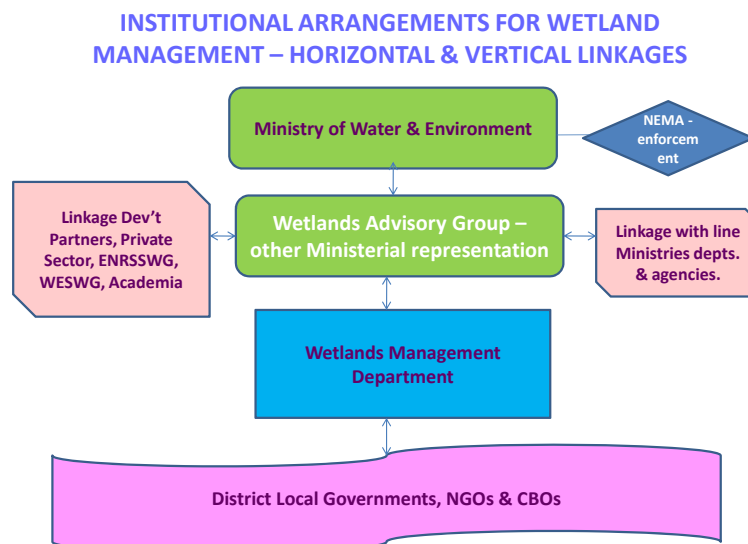 INSTITUTIONAL ARRANGEMENTS FOR WETLAND
MANAGEMENT – HORIZONTAL & VERTICAL LINKAGES
Ministry of Water & Environment
NEMA -
enforcem
ent
Linkage Dev't
Partners, Private
Sector, ENRSSWG,
WESWG, Academia
Wetlands Advisory Group –
other Ministerial representation
Linkage with line
Ministries depts.
& agencies.
Wetlands Management
Department
District Local Governments, NGOs & CBOs